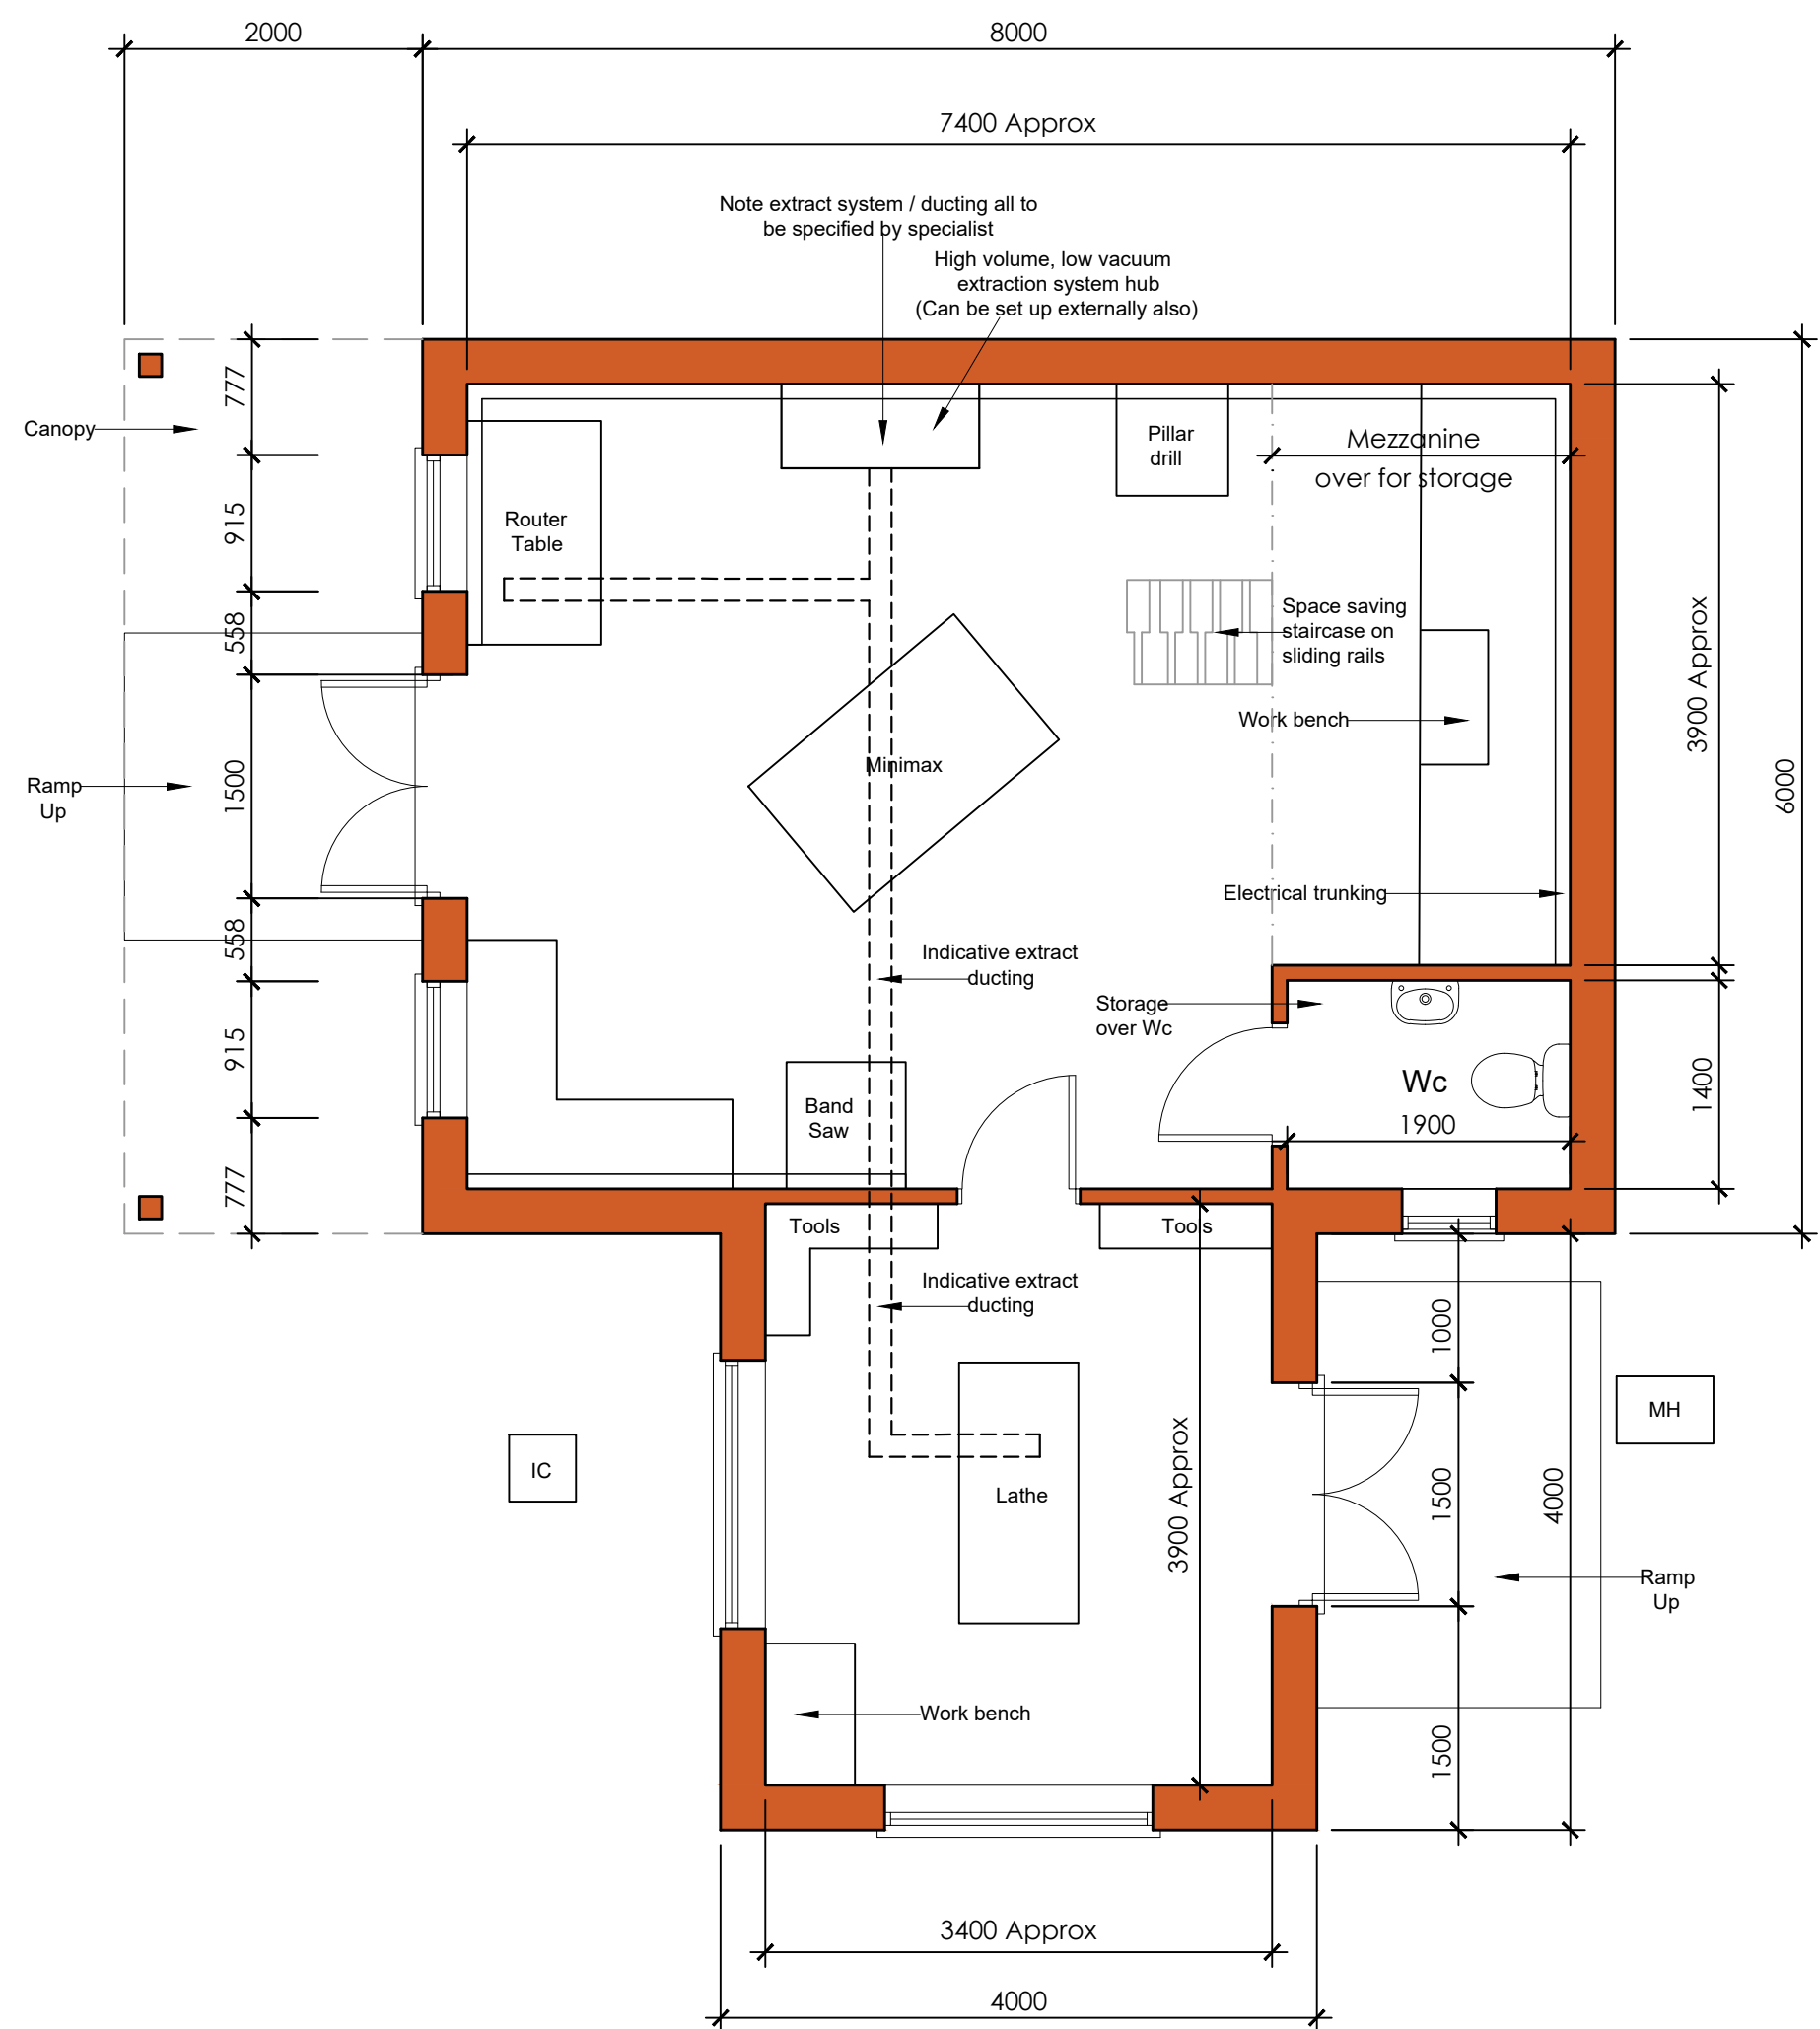 2000
8000
7400 Approx
Note extract system / ducting all to
be specified by specialist
High volume, low vacuum
extraction system hub
(Can be set up externally also)
777
Canopy
Pillar
drill
Mezzanine
over for storage
915
Router
Table
558
Space saving
staircase on
sliding rails
3900 Approx
Work bench
Minimax
Ramp
Up
1500
6000
Electrical trunking
558
Indicative extract
ducting
Storage
over Wc
915
Wc
1400
1900
Band
Saw
777
Tools
Tools
Indicative extract
ducting
1000
MH
IC
3900 Approx
Lathe
1500
4000
Ramp
Up
Work bench
1500
3400 Approx
4000